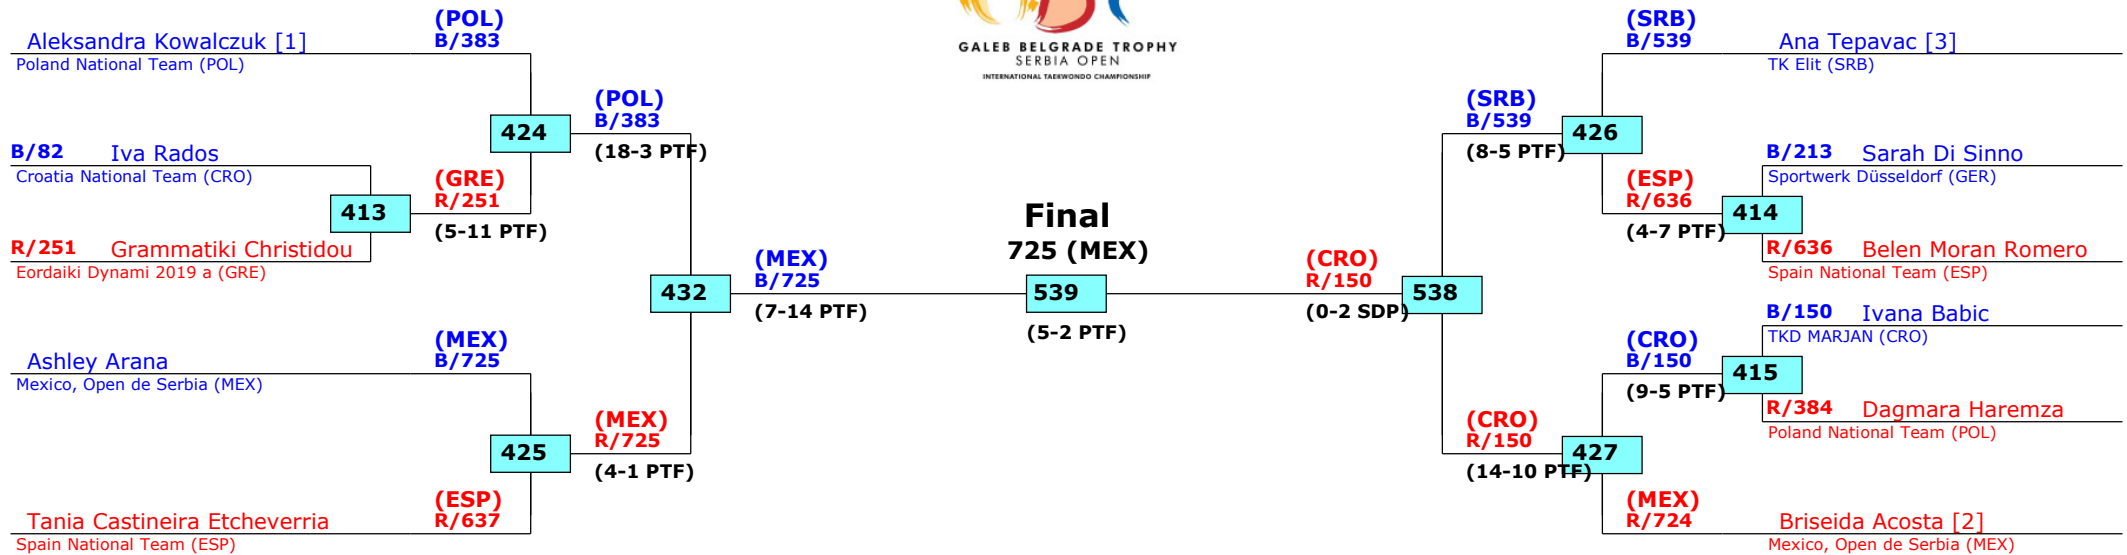 GALEB BELGRADE TROPHY
SERBIA OPEN
INTERNATIONAL TAEKWONDO CHAMPIONSHIP
Aleksandra Kowalczuk [1]
Poland National Team (POL)
(POL)
B/383
B/82 Iva Rados
Croatia National Team (CRO)
R/251 Grammatiki Christidou
Eordaiki Dynami 2019 a (GRE)
413
(GRE)
R/251
(5-11 PTF)
424
(POL)
B/383
(18-3 PTF)
Ashley Arana
Mexico, Open de Serbia (MEX)
(MEX)
B/725
Tania Castineira Etcheverria
Spain National Team (ESP)
(ESP)
R/637
425
(MEX)
R/725
(4-1 PTF)
432
(MEX)
B/725
(7-14 PTF)
Final
725 (MEX)
539
(5-2 PTF)
(CRO)
R/150
(0-2 SDP)
538
(SRB)
B/539
(8-5 PTF)
426
(SRB)
B/539
Ana Tepavac [3]
TK Elit (SRB)
(ESP)
R/636
(4-7 PTF)
414
B/213 Sarah Di Sinno
Sportwerk Düsseldorf (GER)
R/636 Belen Moran Romero
Spain National Team (ESP)
(CRO)
R/150
(14-10 PTF)
427
(CRO)
B/150
(9-5 PTF)
415
B/150 Ivana Babic
TKD MARJAN (CRO)
R/384 Dagmara Haremza
Poland National Team (POL)
(MEX)
R/724
Briseida Acosta [2]
Mexico, Open de Serbia (MEX)